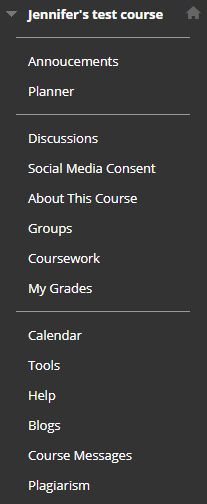 Jennifer's test course
Annoucements
Planner
Discussions
Social Media Consent
About This Course
Groups
Coursework
My Grades
Calendar
Tools
Help
Blogs
Course Messages
Plagiarism